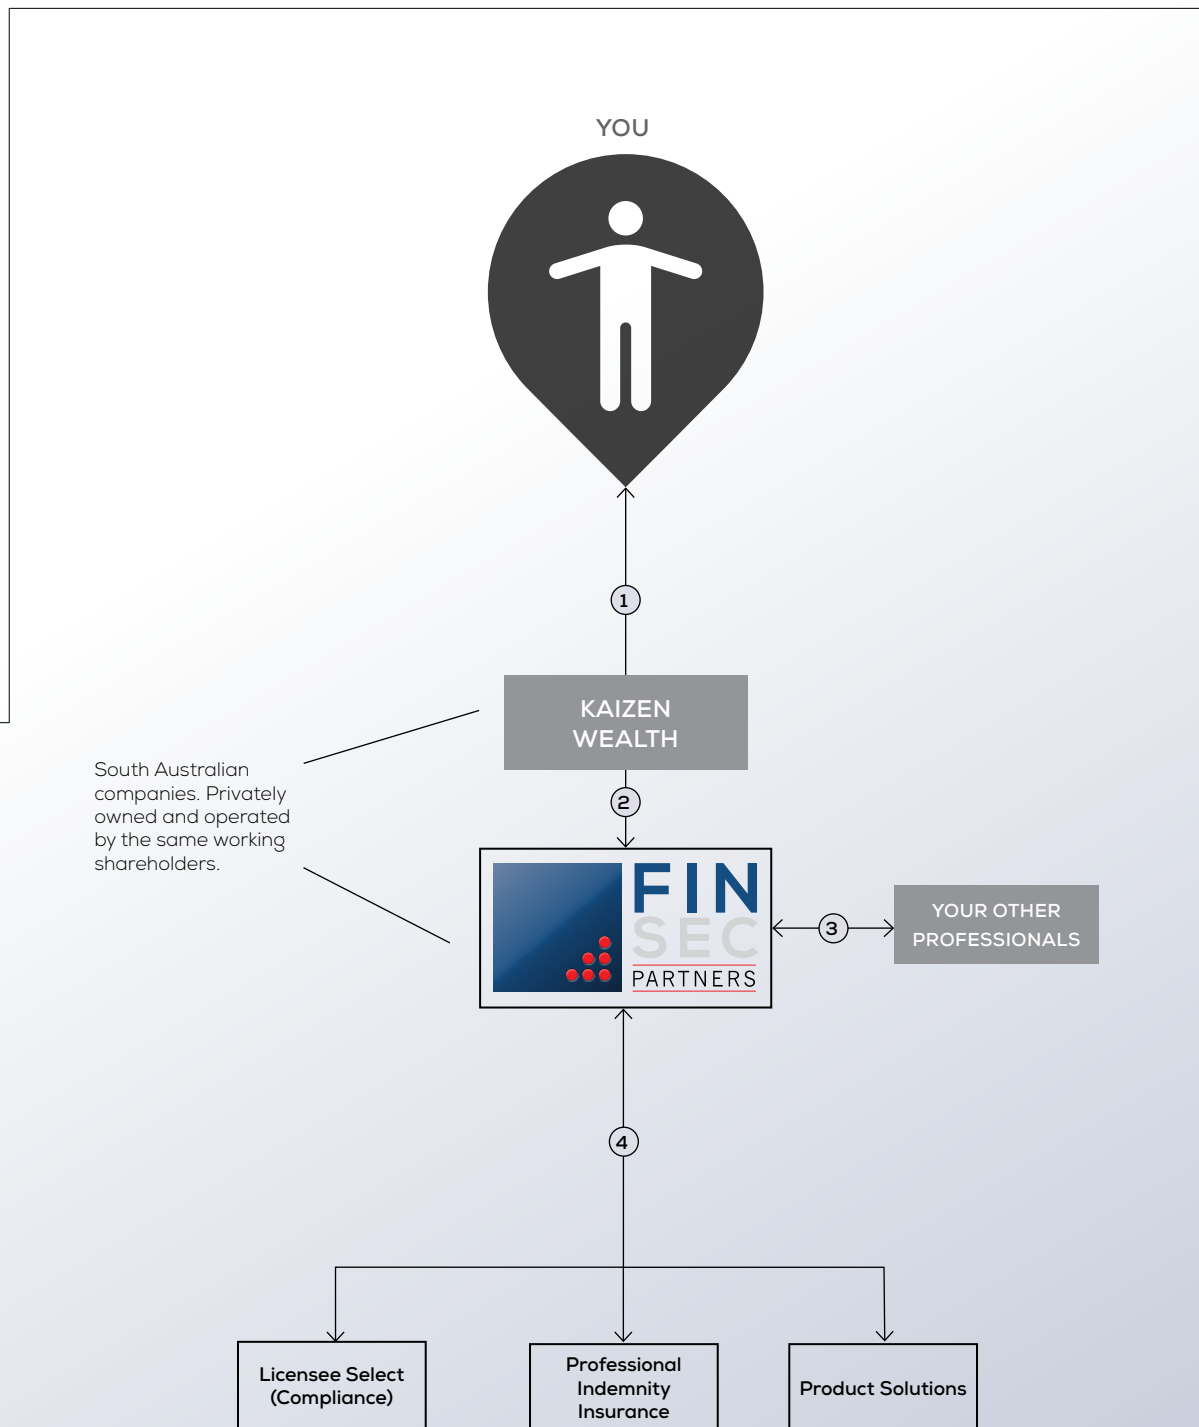 YOU
1
KAIZEN
WEALTH
South Australian
companies. Privately
owned and operated
by the same working
shareholders.
2
FIN
SEC
PARTNERS
3
YOUR OTHER
PROFESSIONALS
4
Licensee Select
(Compliance)
Professional
Indemnity
Insurance
Product Solutions